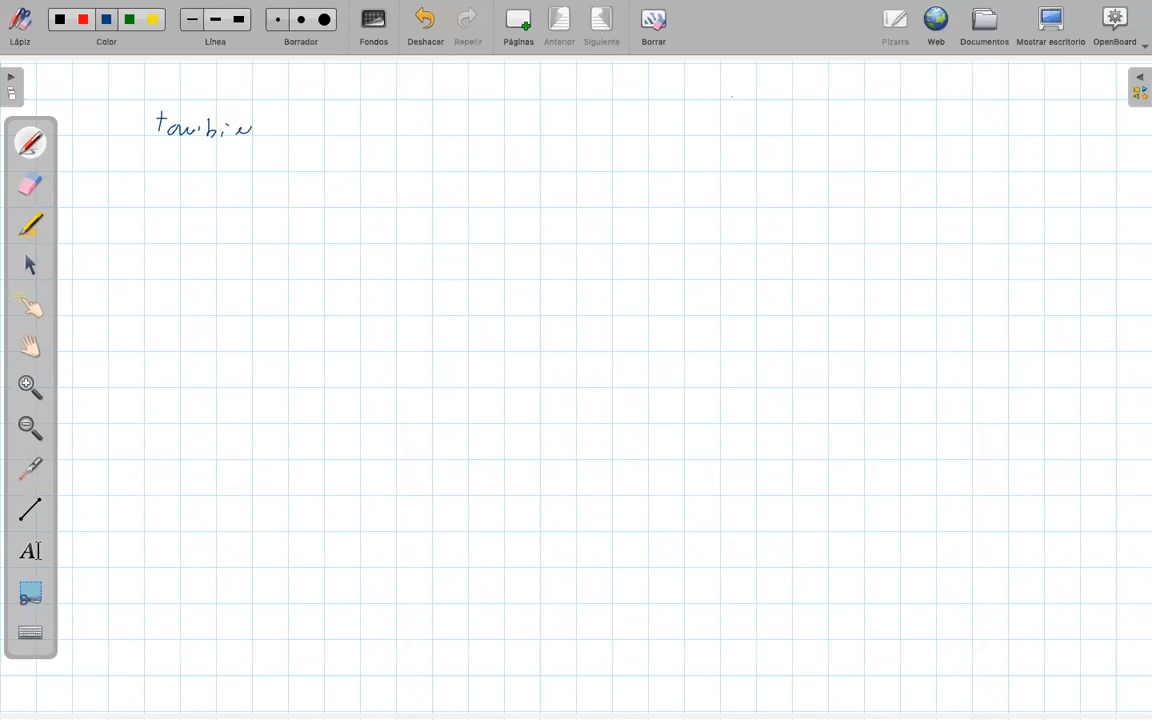 Lápiz Color Línea Borrador Fondos Deshacer Repetir Páginas Anterior Siguiente Borrar Pizarra Web Documentos Mostrar escritorio OpenBoard
tambien